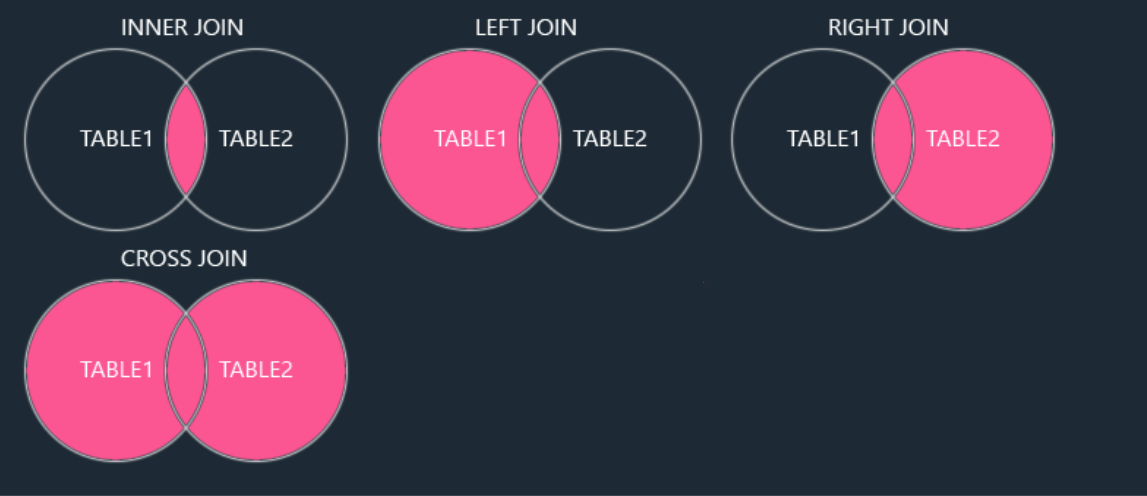 INNER JOIN
LEFT JOIN
RIGHT JOIN
TABLE1
TABLE2
TABLE1
TABLE2
TABLE1
TABLE2
CROSS JOIN
TABLE1
TABLE2